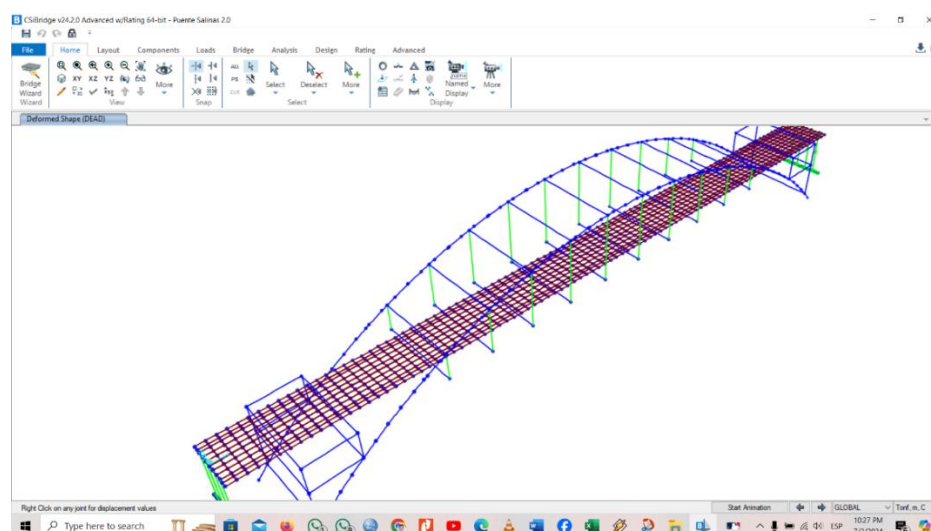 CSiBridge v24.2.0 Advanced w/Rating 64-bit - Puente Salinas 2.0
File Home Layout Components Loads Bridge Analysis Design Rating Advanced
XY XZ YZ
ALL
PS
CLR
Bridge Wizard
More
Select
Deselect
More
Named Display
More
Wizard View Snap Select Display
Deformed Shape (DEAD)
Right Click on any joint for displacement values
Start Animation
GLOBAL
Tonf, m, C
Type here to search
ESP
10:27 PM